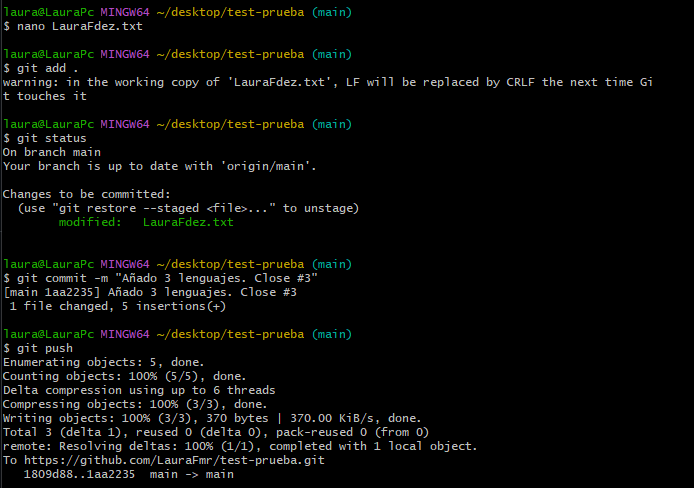 laura@LauraPc MINGW64 ~/desktop/test-prueba (main)
$ nano LauraFdez.txt
laura@LauraPc MINGW64 ~/desktop/test-prueba (main)
$ git add .
warning: in the working copy of 'LauraFdez.txt', LF will be replaced by CRLF the next time Gi
t touches it
laura@LauraPc MINGW64 ~/desktop/test-prueba (main)
$ git status
On branch main
Your branch is up to date with 'origin/main'.
Changes to be committed:
  (use "git restore --staged <file>..." to unstage)
        modified:   LauraFdez.txt
laura@LauraPc MINGW64 ~/desktop/test-prueba (main)
$ git commit -m "Añado 3 lenguajes. Close #3"
[main 1aa2235] Añado 3 lenguajes. Close #3
 1 file changed, 5 insertions(+)
laura@LauraPc MINGW64 ~/desktop/test-prueba (main)
$ git push
Enumerating objects: 5, done.
Counting objects: 100% (5/5), done.
Delta compression using up to 6 threads
Compressing objects: 100% (3/3), done.
Writing objects: 100% (3/3), 370 bytes | 370.00 KiB/s, done.
Total 3 (delta 1), reused 0 (delta 0), pack-reused 0 (from 0)
remote: Resolving deltas: 100% (1/1), completed with 1 local object.
To https://github.com/LauraFmr/test-prueba.git
   1809d88..1aa2235  main -> main